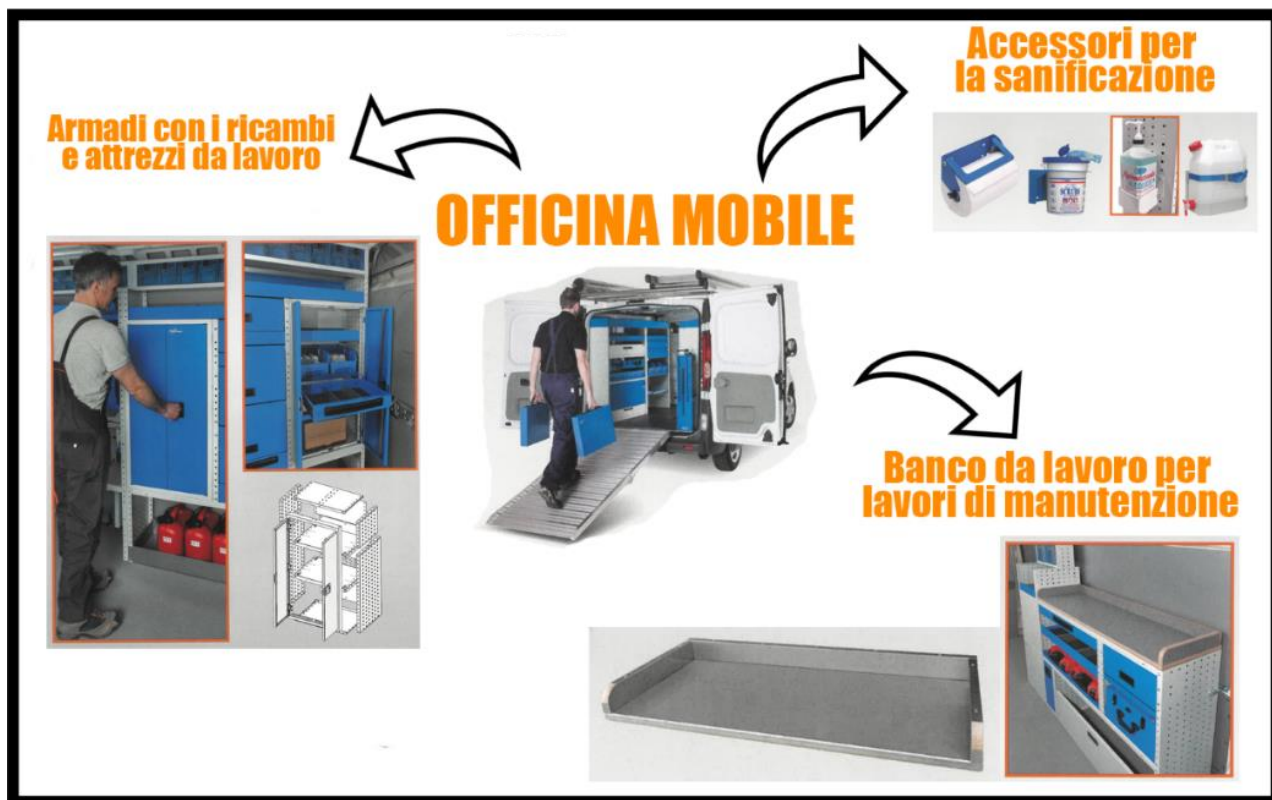 Accessori per
la sanificazione
Armadi con i ricambi
e attrezzi da lavoro
OFFICINA MOBILE
Banco da lavoro per
lavori di manutenzione